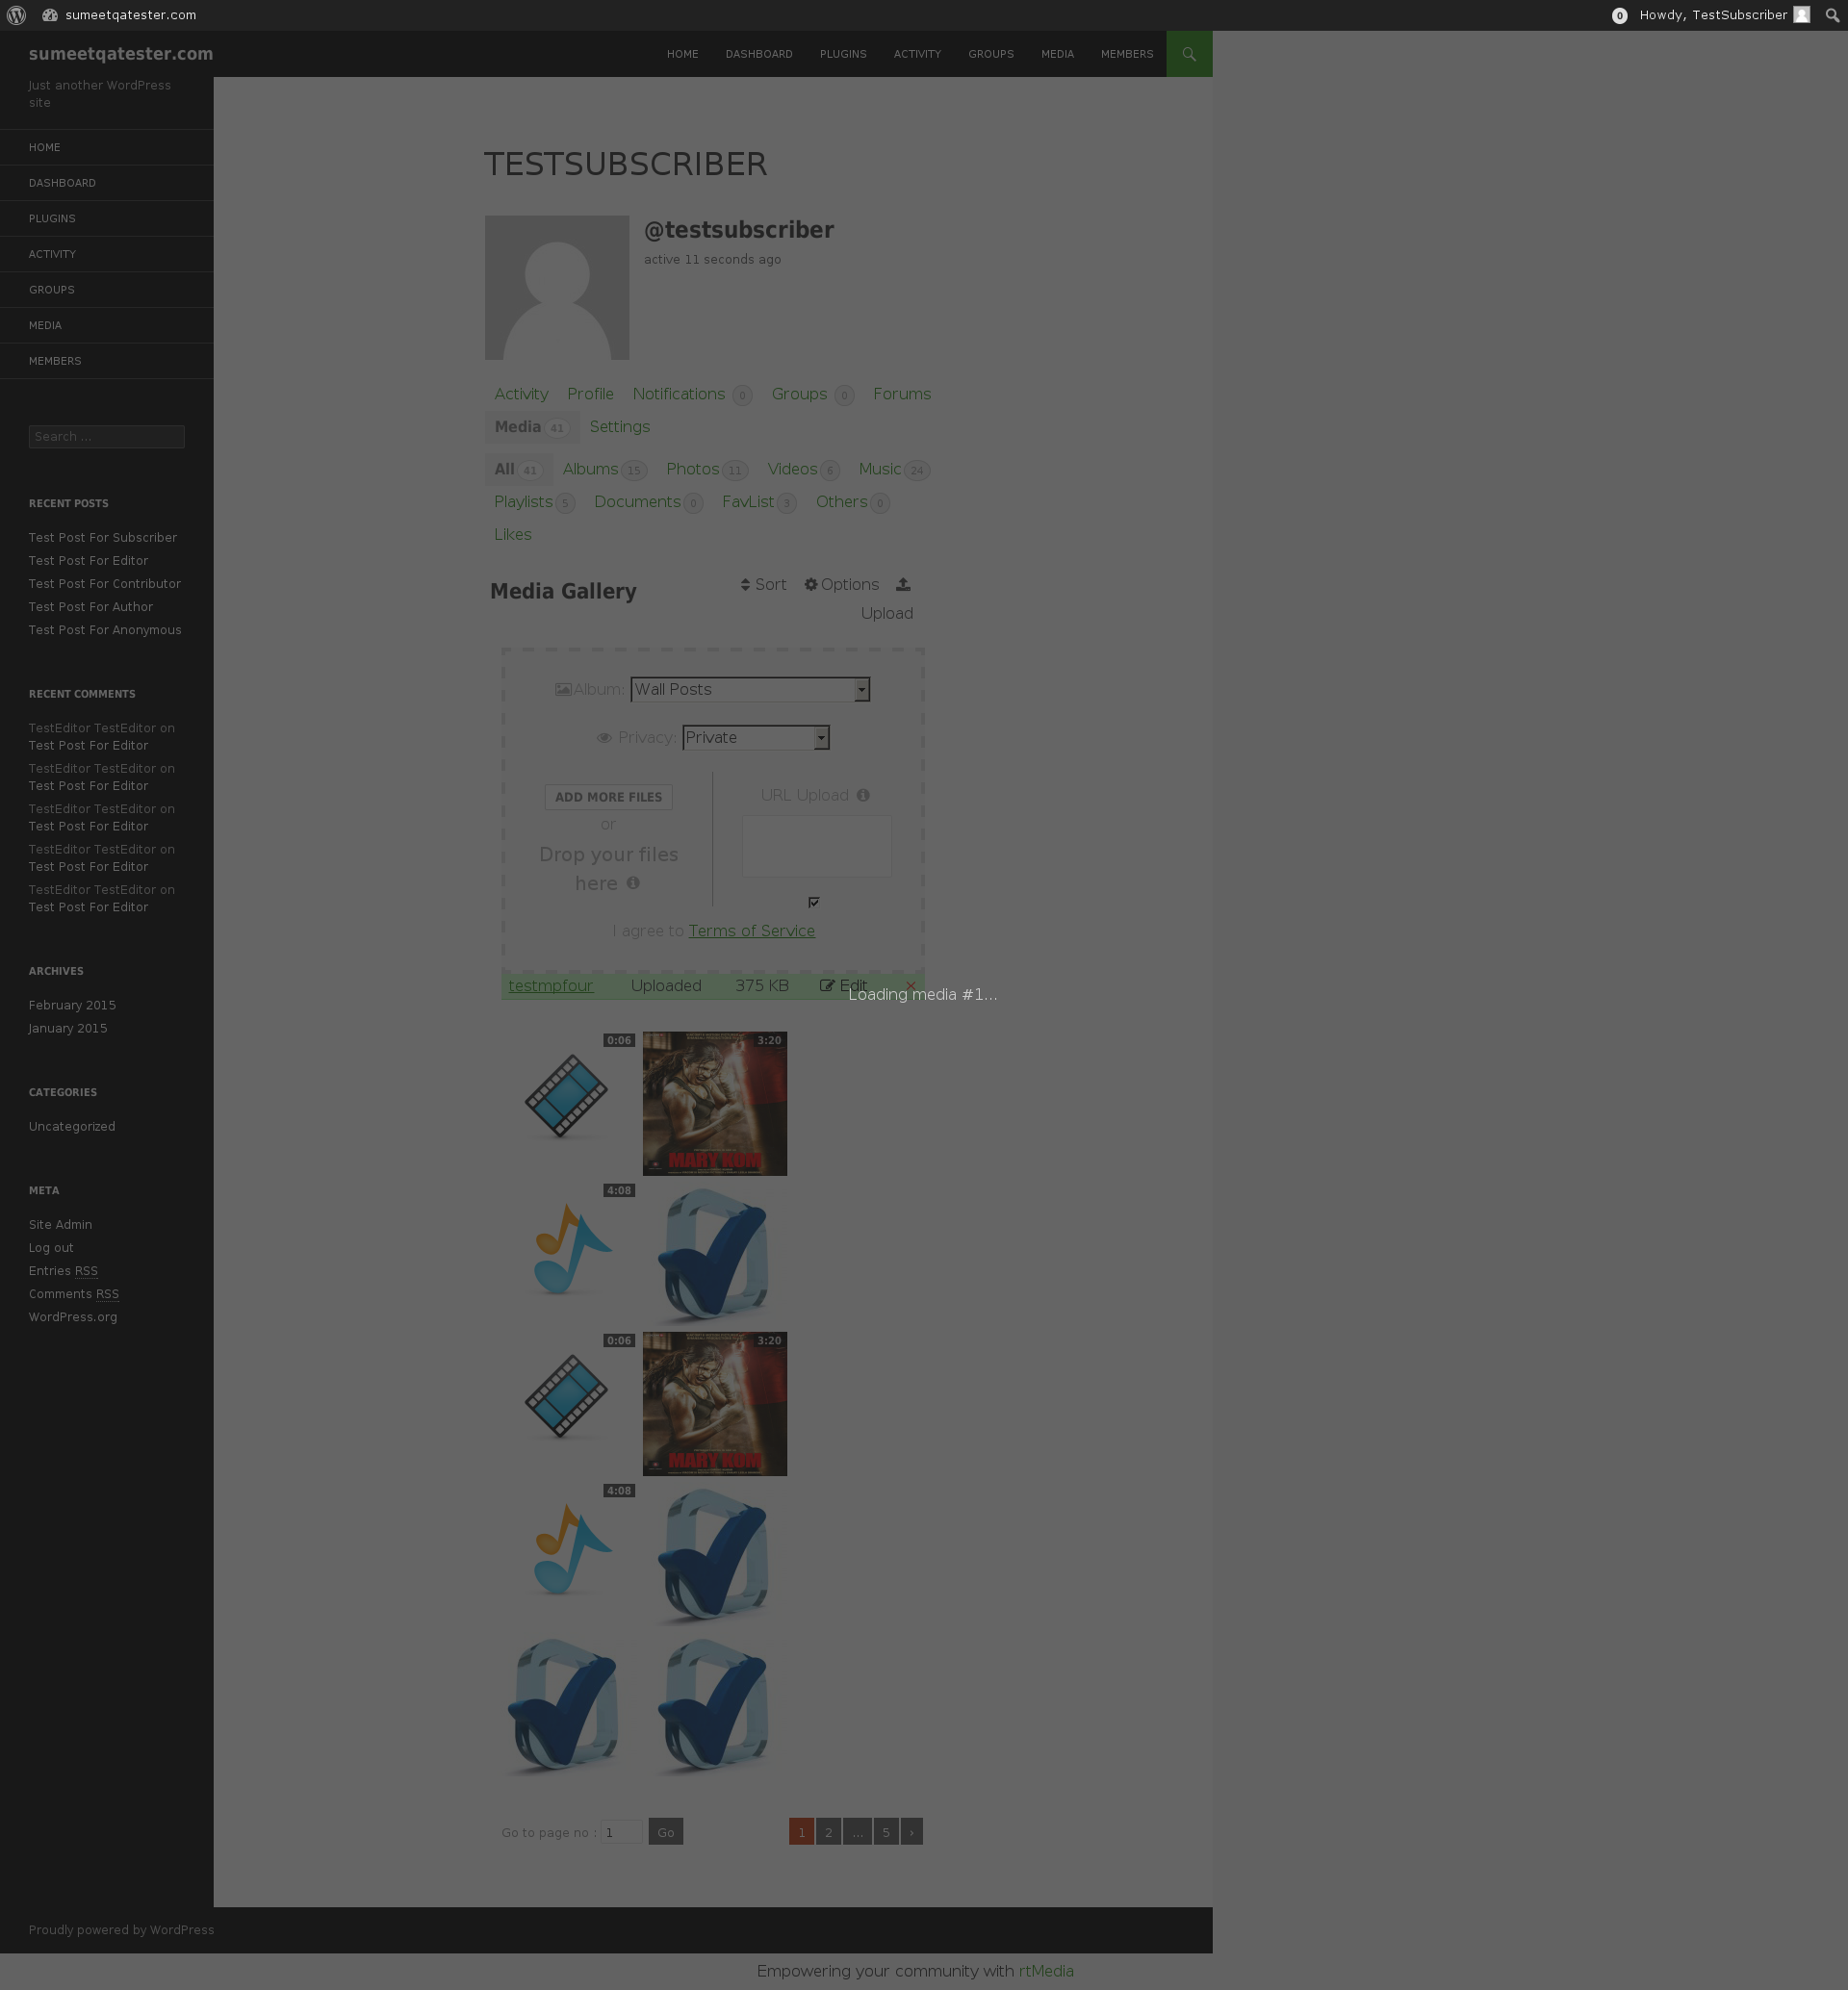 sumeetqatester.com
0 Howdy, TestSubscriber
sumeetqatester.com
HOME DASHBOARD PLUGINS ACTIVITY GROUPS MEDIA MEMBERS
Just another WordPress
site
HOME
DASHBOARD
PLUGINS
ACTIVITY
GROUPS
MEDIA
MEMBERS
Search ...
RECENT POSTS
Test Post For Subscriber
Test Post For Editor
Test Post For Contributor
Test Post For Author
Test Post For Anonymous
RECENT COMMENTS
TestEditor TestEditor on
Test Post For Editor
TestEditor TestEditor on
Test Post For Editor
TestEditor TestEditor on
Test Post For Editor
TestEditor TestEditor on
Test Post For Editor
TestEditor TestEditor on
Test Post For Editor
ARCHIVES
February 2015
January 2015
CATEGORIES
Uncategorized
META
Site Admin
Log out
Entries RSS
Comments RSS
WordPress.org
TESTSUBSCRIBER
@testsubscriber
active 11 seconds ago
Activity Profile Notifications 0 Groups 0 Forums
Media 41 Settings
All 41 Albums 15 Photos 11 Videos 6 Music 24
Playlists 5 Documents 0 FavList 3 Others 0
Likes
Media Gallery
Sort Options
Upload
Album: Wall Posts
Privacy: Private
ADD MORE FILES
or
Drop your files
here
URL Upload
I agree to Terms of Service
testmpfour Uploaded 375 KB Edit ×
Loading media #1...
0:06 3:20
MARY KOM
4:08
0:06 3:20
MARY KOM
4:08
Go to page no : 1 Go
1 2 ... 5 ›
Proudly powered by WordPress
Empowering your community with rtMedia